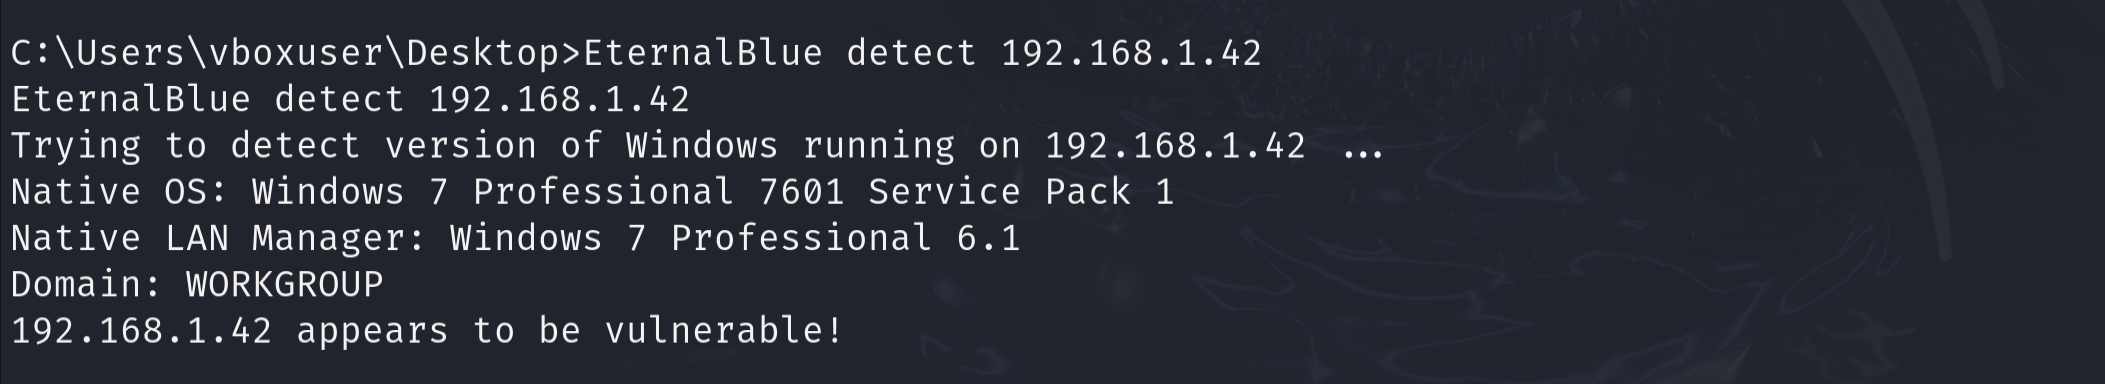 C:\Users\vboxuser\Desktop>EternalBlue detect 192.168.1.42
EternalBlue detect 192.168.1.42
Trying to detect version of Windows running on 192.168.1.42 ...
Native OS: Windows 7 Professional 7601 Service Pack 1
Native LAN Manager: Windows 7 Professional 6.1
Domain: WORKGROUP
192.168.1.42 appears to be vulnerable!